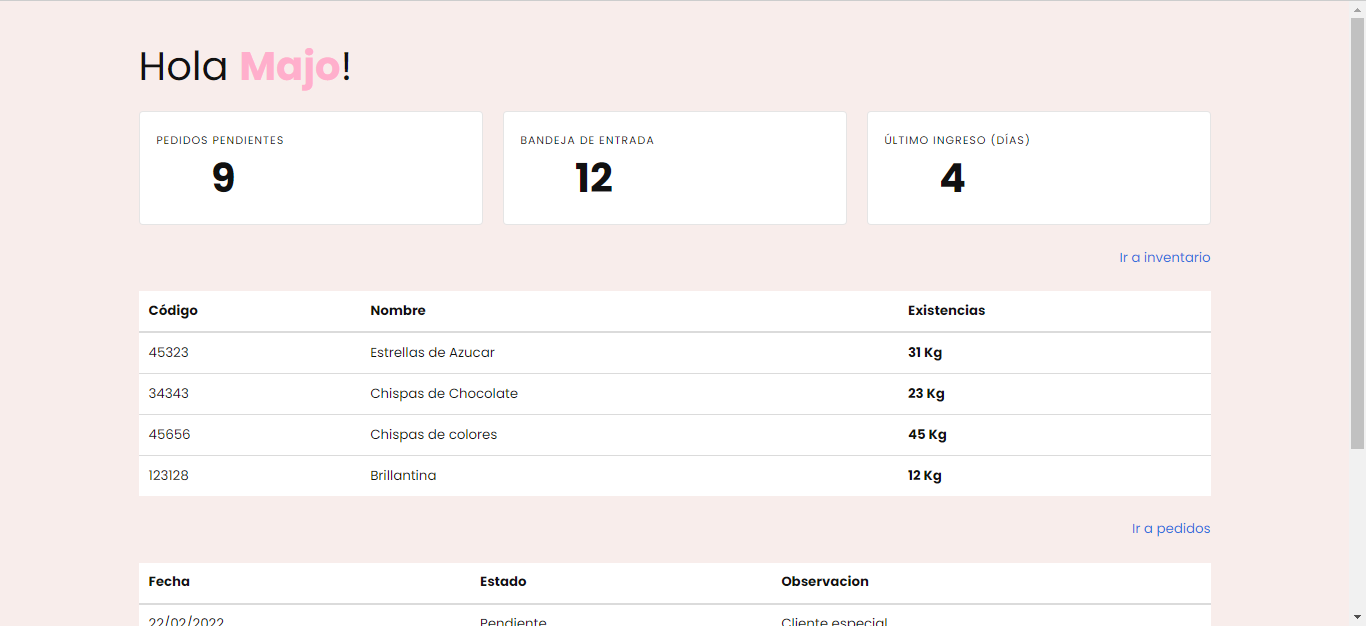 Hola Majo!
PEDIDOS PENDIENTES
9
BANDEJA DE ENTRADA
12
ÚLTIMO INGRESO (DÍAS)
4
Ir a inventario
Código Nombre Existencias
45323 Estrellas de Azucar 31 Kg
34343 Chispas de Chocolate 23 Kg
45656 Chispas de colores 45 Kg
123128 Brillantina 12 Kg
Ir a pedidos
Fecha Estado Observacion
22/02/2022 Pendiente Cliente especial